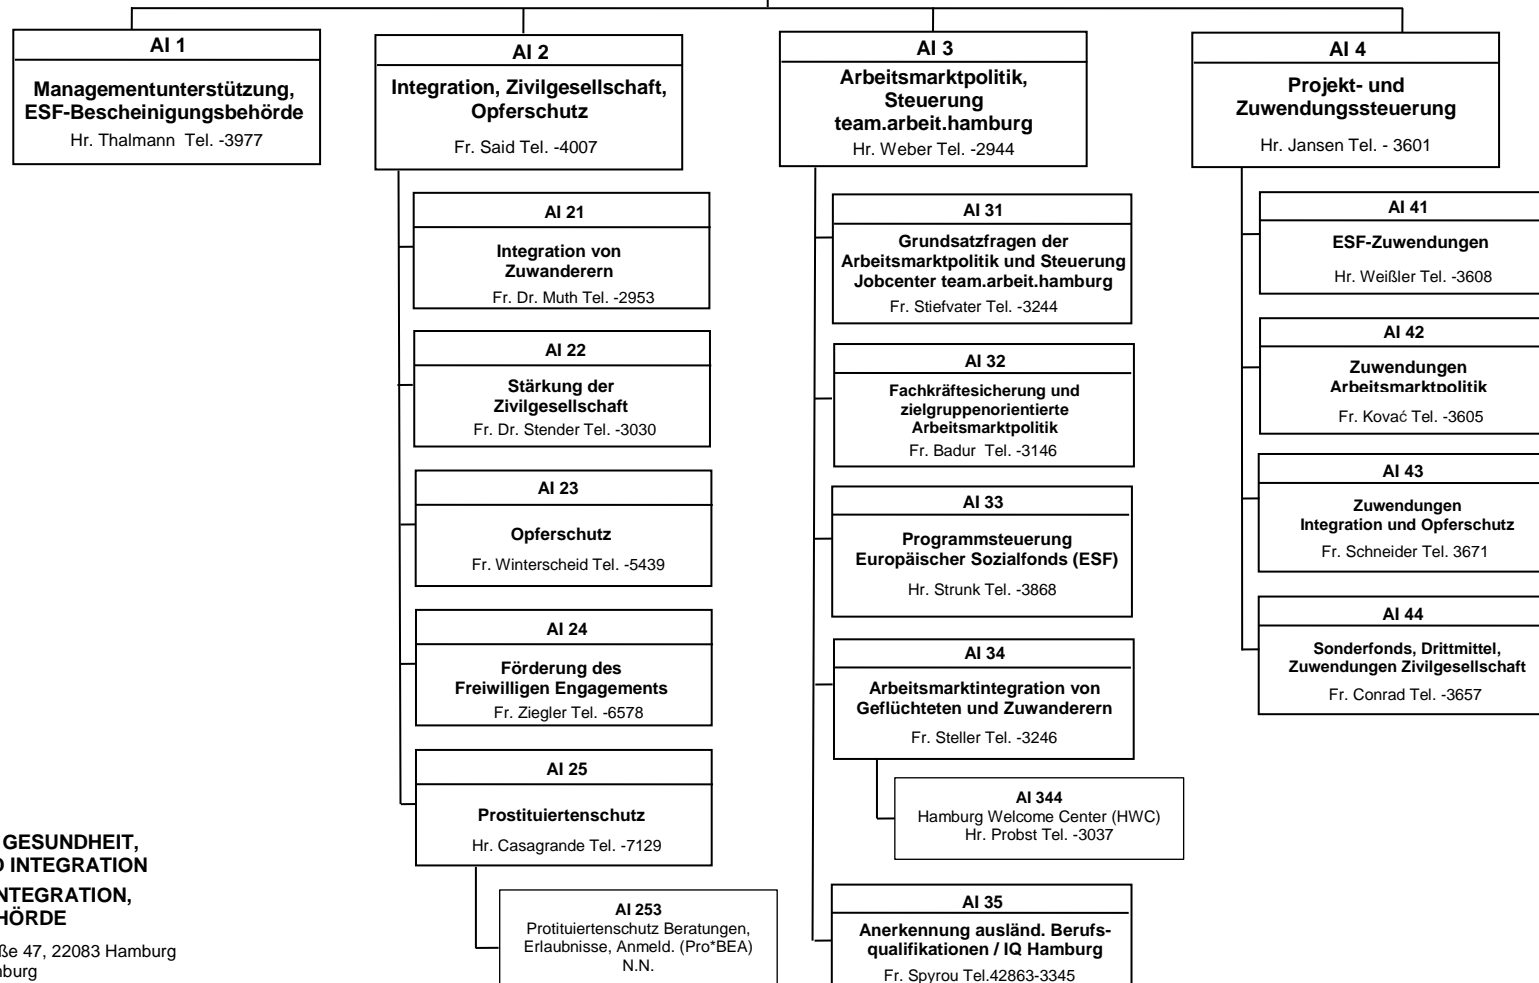 AI 1
Managementunterstützung,
ESF-Bescheinigungsbehörde
Hr. Thalmann Tel. -3977
AI 2
Integration, Zivilgesellschaft,
Opferschutz
Fr. Said Tel. -4007
AI 21
Integration von
Zuwanderern
Fr. Dr. Muth Tel. -2953
AI 22
Stärkung der
Zivilgesellschaft
Fr. Dr. Stender Tel. -3030
AI 23
Opferschutz
Fr. Winterscheid Tel. -5439
AI 24
Förderung des
Freiwilligen Engagements
Fr. Ziegler Tel. -6578
AI 25
Prostituiertenschutz
Hr. Casagrande Tel. -7129
AI 253
Protituiertenschutz Beratungen,
Erlaubnisse, Anmeld. (Pro*BEA)
N.N.
AI 3
Arbeitsmarktpolitik,
Steuerung
team.arbeit.hamburg
Hr. Weber Tel. -2944
AI 31
Grundsatzfragen der
Arbeitsmarktpolitik und Steuerung
Jobcenter team.arbeit.hamburg
Fr. Stiefvater Tel. -3244
AI 32
Fachkräftesicherung und
zielgruppenorientierte
Arbeitsmarktpolitik
Fr. Badur Tel. -3146
AI 33
Programmsteuerung
Europäischer Sozialfonds (ESF)
Hr. Strunk Tel. -3868
AI 34
Arbeitsmarktintegration von
Geflüchteten und Zuwanderern
Fr. Steller Tel. -3246
AI 344
Hamburg Welcome Center (HWC)
Hr. Probst Tel. -3037
AI 35
Anerkennung ausländ. Berufs-
qualifikationen / IQ Hamburg
Fr. Spyrou Tel.42863-3345
AI 4
Projekt- und
Zuwendungssteuerung
Hr. Jansen Tel. - 3601
AI 41
ESF-Zuwendungen
Hr. Weißler Tel. -3608
AI 42
Zuwendungen
Arbeitsmarktpolitik
Fr. Kovać Tel. -3605
AI 43
Zuwendungen
Integration und Opferschutz
Fr. Schneider Tel. 3671
AI 44
Sonderfonds, Drittmittel,
Zuwendungen Zivilgesellschaft
Fr. Conrad Tel. -3657
GESUNDHEIT,
INTEGRATION
NTEGRATION,
HÖRDE
ße 47, 22083 Hamburg
burg